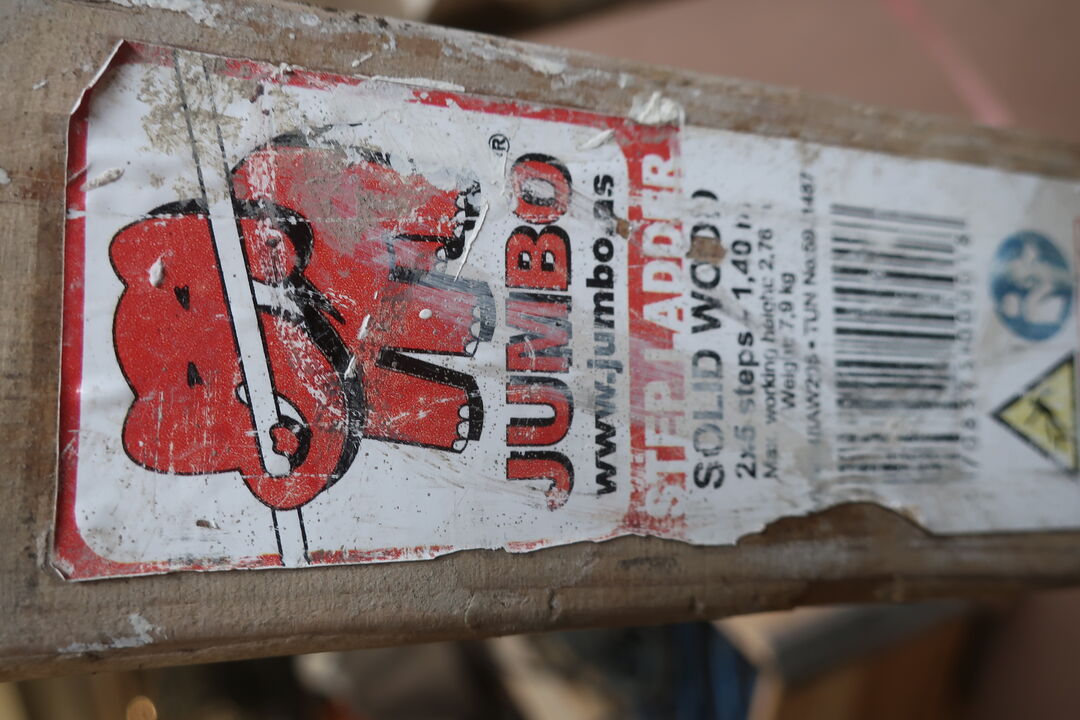 JUMBO®
www.jumbo.as
STEPLADDER
SOLID WOOD
2x5 steps - 1,40 m
Max. working height: 2,78
Weight: 7,9 kg
TUN No.59 1487